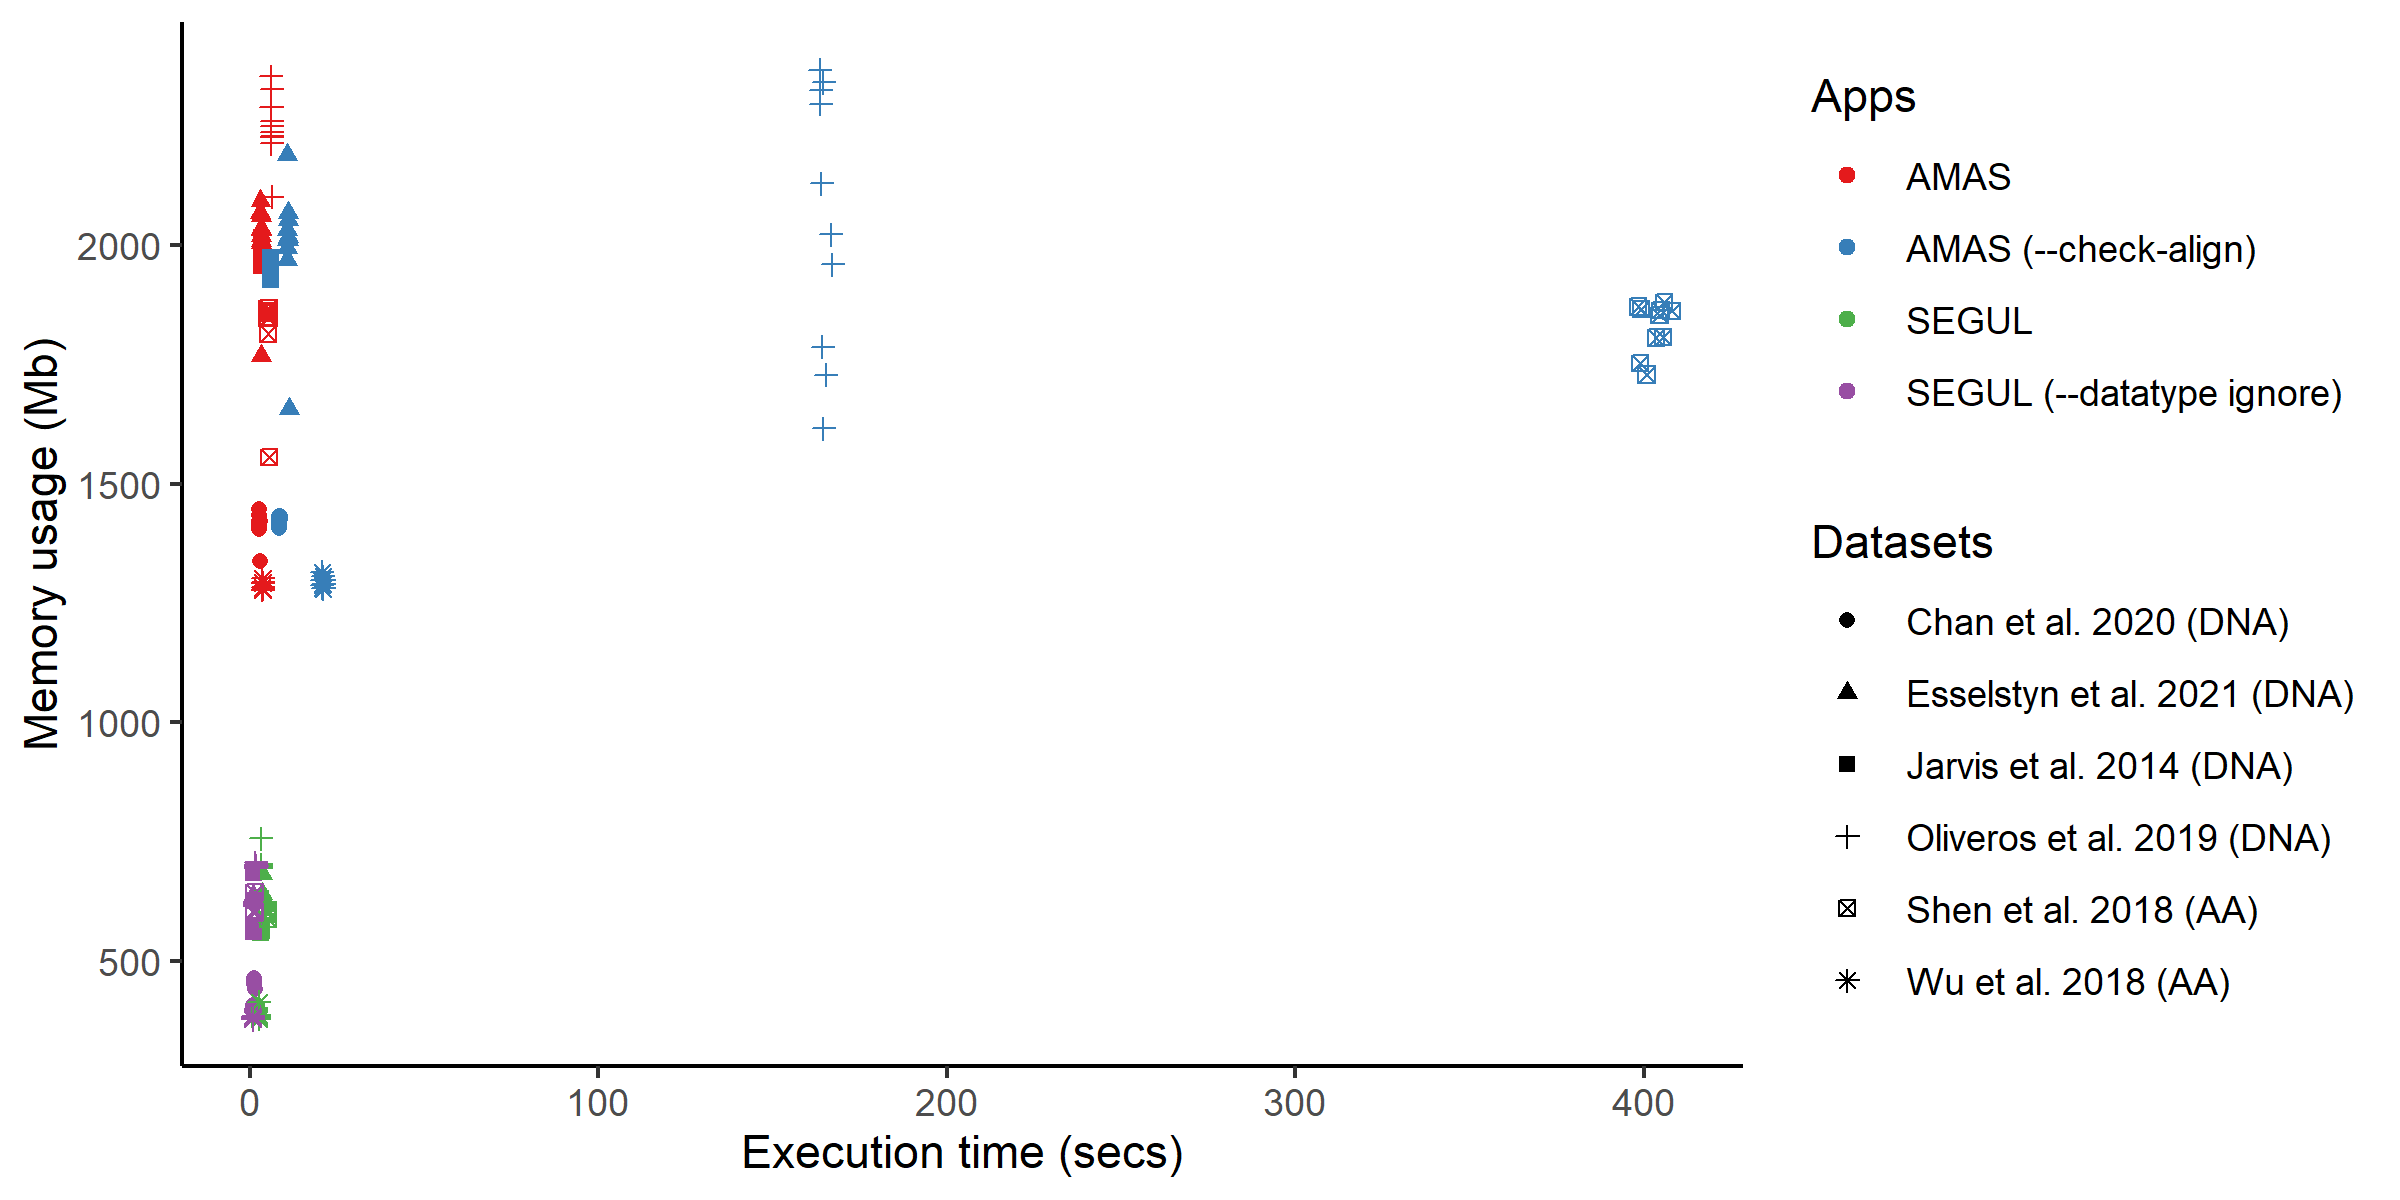 Memory usage (Mb)
2000
1500
1000
500
0
100
200
300
400
Execution time (secs)
Apps
AMAS
AMAS (--check-align)
SEGUL
SEGUL (--datatype ignore)
Datasets
Chan et al. 2020 (DNA)
Esselstyn et al. 2021 (DNA)
Jarvis et al. 2014 (DNA)
Oliveros et al. 2019 (DNA)
Shen et al. 2018 (AA)
Wu et al. 2018 (AA)